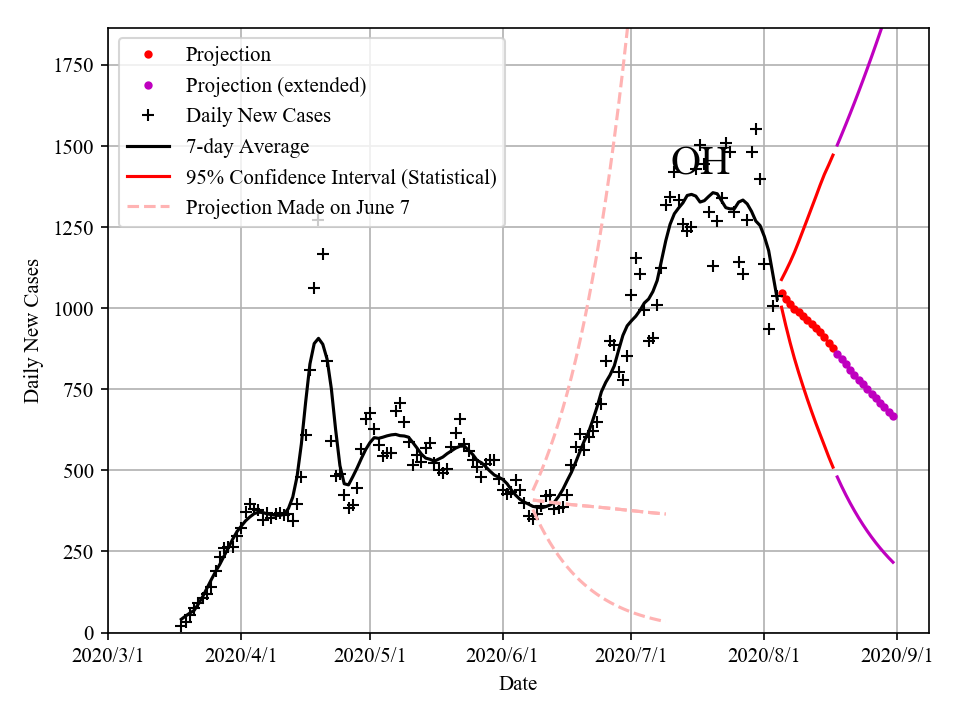 Projection
Projection (extended)
Daily New Cases
7-day Average
95% Confidence Interval (Statistical)
Projection Made on June 7
OH
1750
1500
1250
1000
750
500
250
0
Daily New Cases
2020/3/1 2020/4/1 2020/5/1 2020/6/1 2020/7/1 2020/8/1 2020/9/1
Date